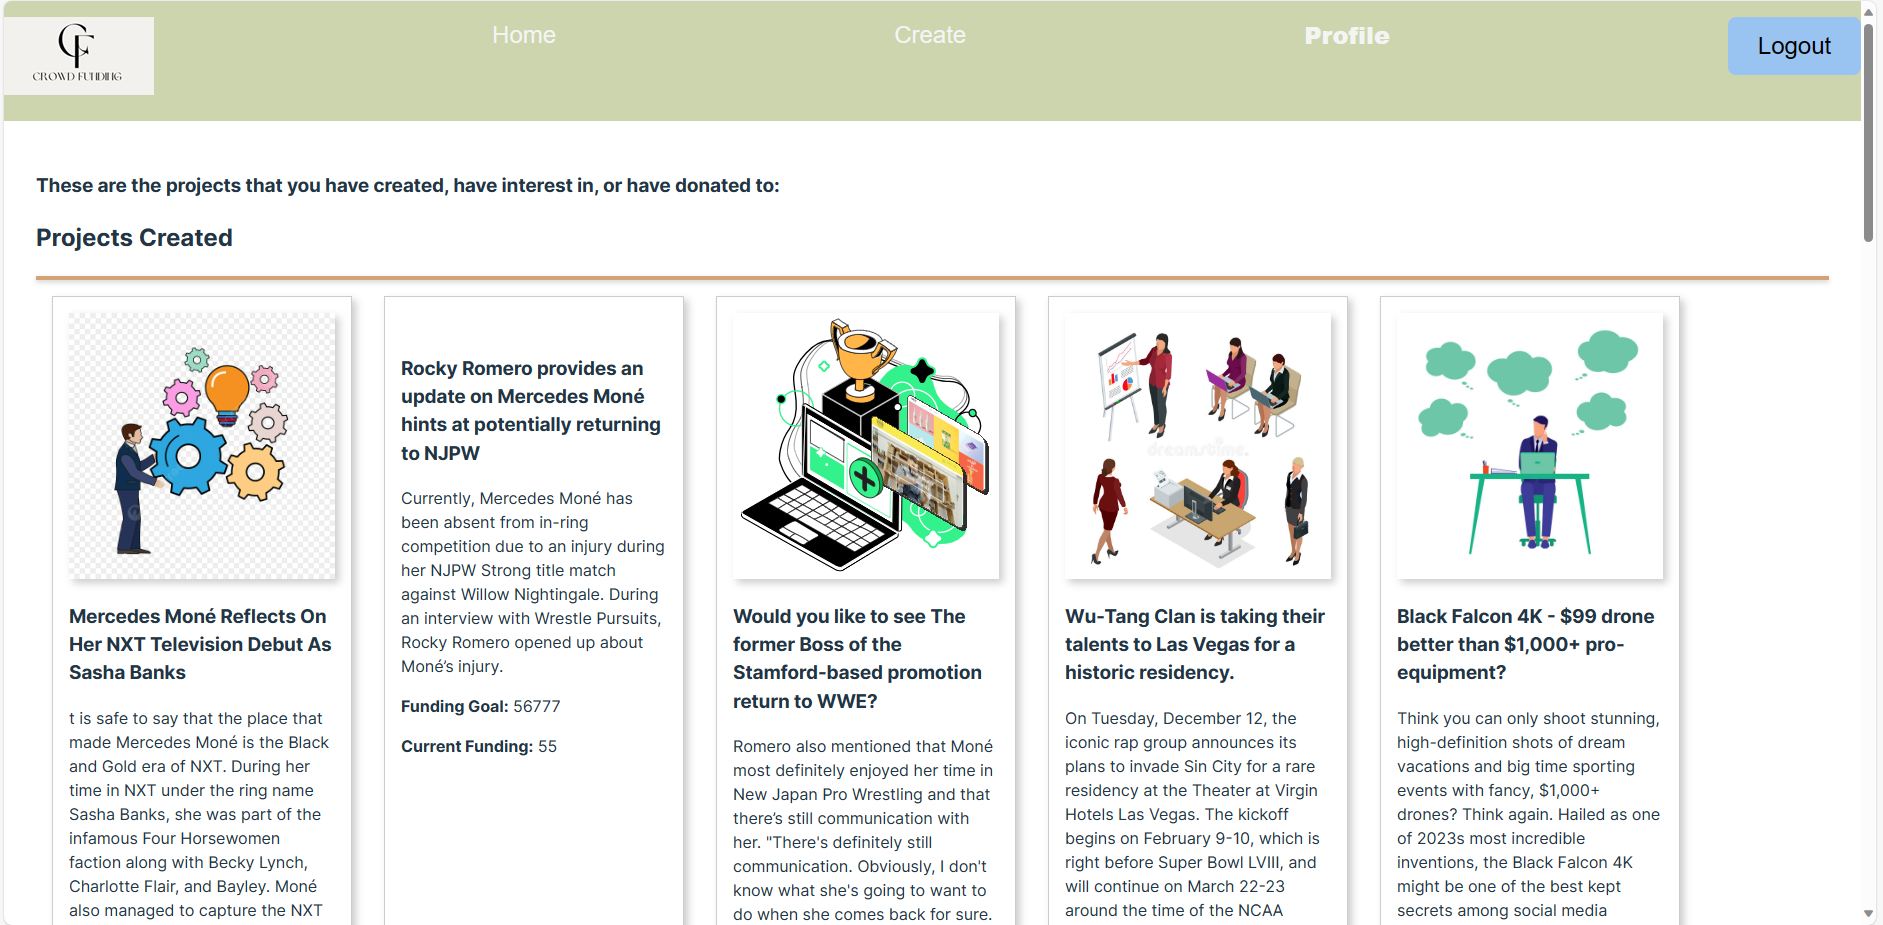 CF
CROWD FUNDING
Home
Create
Profile
Logout
These are the projects that you have created, have interest in, or have donated to:
Projects Created
Mercedes Moné Reflects On
Her NXT Television Debut As
Sasha Banks
t is safe to say that the place that
made Mercedes Moné is the Black
and Gold era of NXT. During her
time in NXT under the ring name
Sasha Banks, she was part of the
infamous Four Horsewomen
faction along with Becky Lynch,
Charlotte Flair, and Bayley. Moné
also managed to capture the NXT
Rocky Romero provides an
update on Mercedes Moné
hints at potentially returning
to NJPW
Currently, Mercedes Moné has
been absent from in-ring
competition due to an injury during
her NJPW Strong title match
against Willow Nightingale. During
an interview with Wrestle Pursuits,
Rocky Romero opened up about
Moné’s injury.
Funding Goal: 56777
Current Funding: 55
Would you like to see The
former Boss of the
Stamford-based promotion
return to WWE?
Romero also mentioned that Moné
most definitely enjoyed her time in
New Japan Pro Wrestling and that
there’s still communication with
her. "There's definitely still
communication. Obviously, I don't
know what she's going to want to
do when she comes back for sure.
dreamstime.
Wu-Tang Clan is taking their
talents to Las Vegas for a
historic residency.
On Tuesday, December 12, the
iconic rap group announces its
plans to invade Sin City for a rare
residency at the Theater at Virgin
Hotels Las Vegas. The kickoff
begins on February 9-10, which is
right before Super Bowl LVIII, and
will continue on March 22-23
around the time of the NCAA
Black Falcon 4K - $99 drone
better than $1,000+ pro-
equipment?
Think you can only shoot stunning,
high-definition shots of dream
vacations and big time sporting
events with fancy, $1,000+
drones? Think again. Hailed as one
of 2023s most incredible
inventions, the Black Falcon 4K
might be one of the best kept
secrets among social media